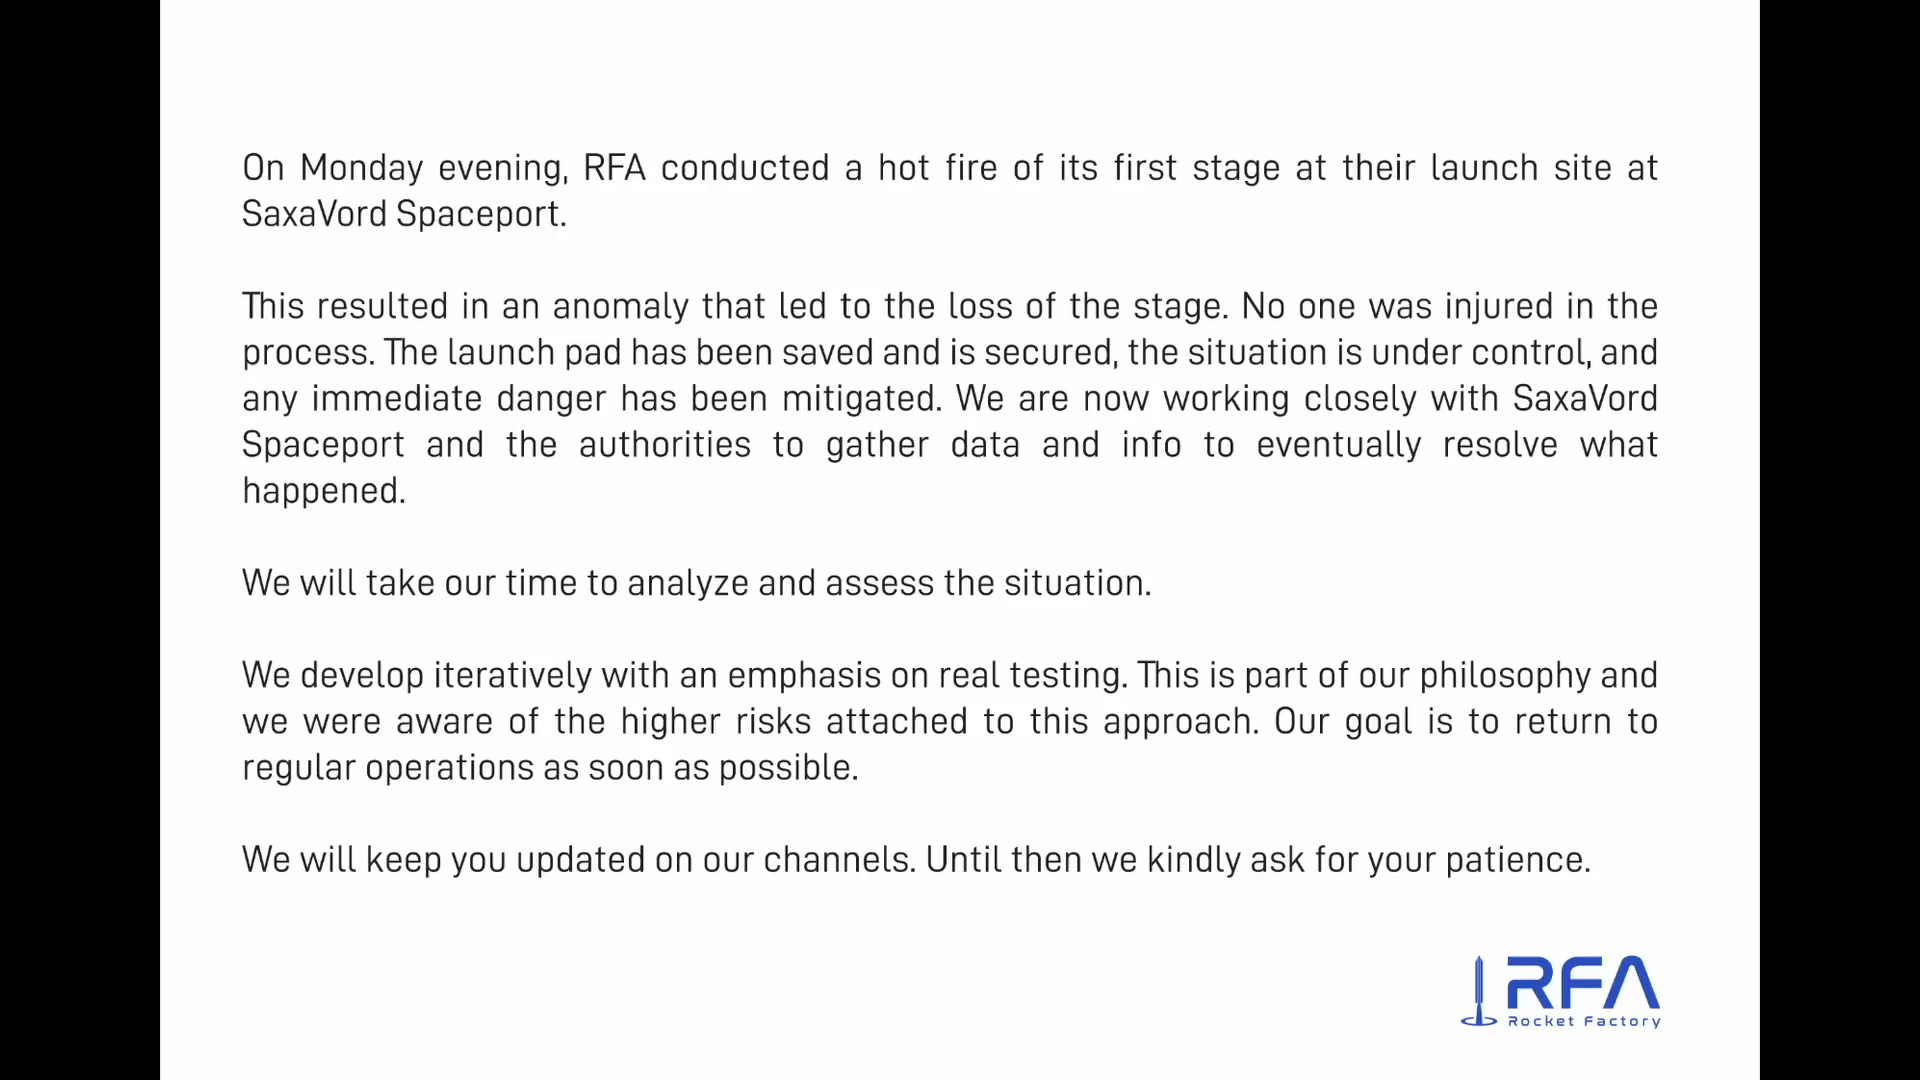 On Monday evening, RFA conducted a hot fire of its first stage at their launch site at
SaxaVord Spaceport.
This resulted in an anomaly that led to the loss of the stage. No one was injured in the
process. The launch pad has been saved and is secured, the situation is under control, and
any immediate danger has been mitigated. We are now working closely with SaxaVord
Spaceport and the authorities to gather data and info to eventually resolve what
happened.
We will take our time to analyze and assess the situation.
We develop iteratively with an emphasis on real testing. This is part of our philosophy and
we were aware of the higher risks attached to this approach. Our goal is to return to
regular operations as soon as possible.
We will keep you updated on our channels. Until then we kindly ask for your patience.
RFA
Rocket Factory